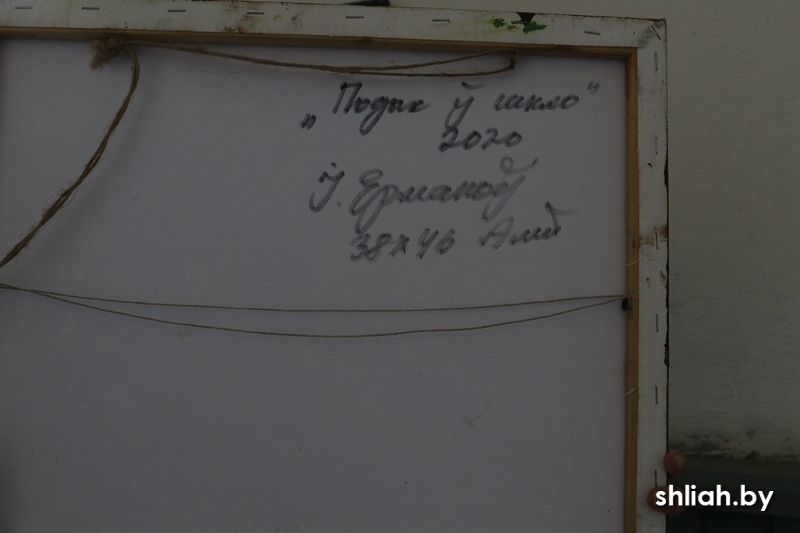 „Подых ў шкло"
2020
Ў. Ермакоў
38×46 Алей
shliah.by